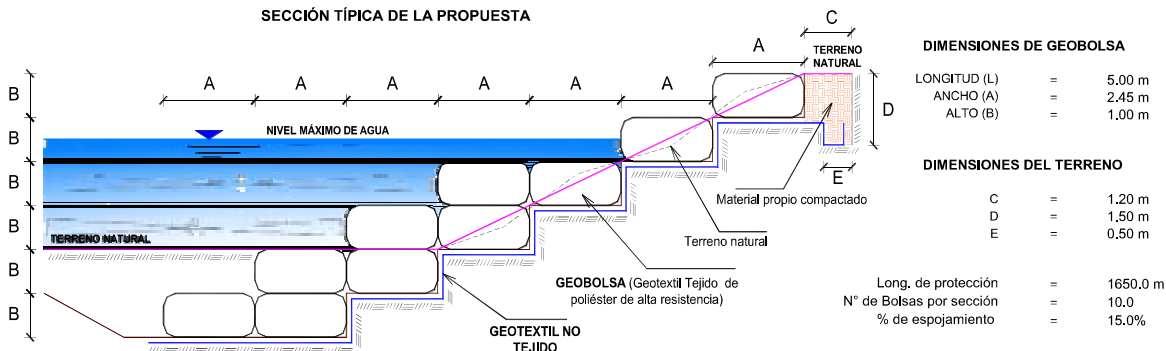 SECCIÓN TÍPICA DE LA PROPUESTA
C
A
TERRENO
NATURAL
A A A A A A
B
B
B
B
B
B
NIVEL MÁXIMO DE AGUA
TERRENO NATURAL
D
E
Material propio compactado
Terreno natural
GEOBOLSA (Geotextil Tejido de
poliéster de alta resistencia)
GEOTEXTIL NO
TEJIDO
DIMENSIONES DE GEOBOLSA
LONGITUD (L) = 5.00 m
ANCHO (A) = 2.45 m
ALTO (B) = 1.00 m
DIMENSIONES DEL TERRENO
C = 1.20 m
D = 1.50 m
E = 0.50 m
Long. de protección = 1650.0 m
N° de Bolsas por sección = 10.0
% de espojamiento = 15.0%